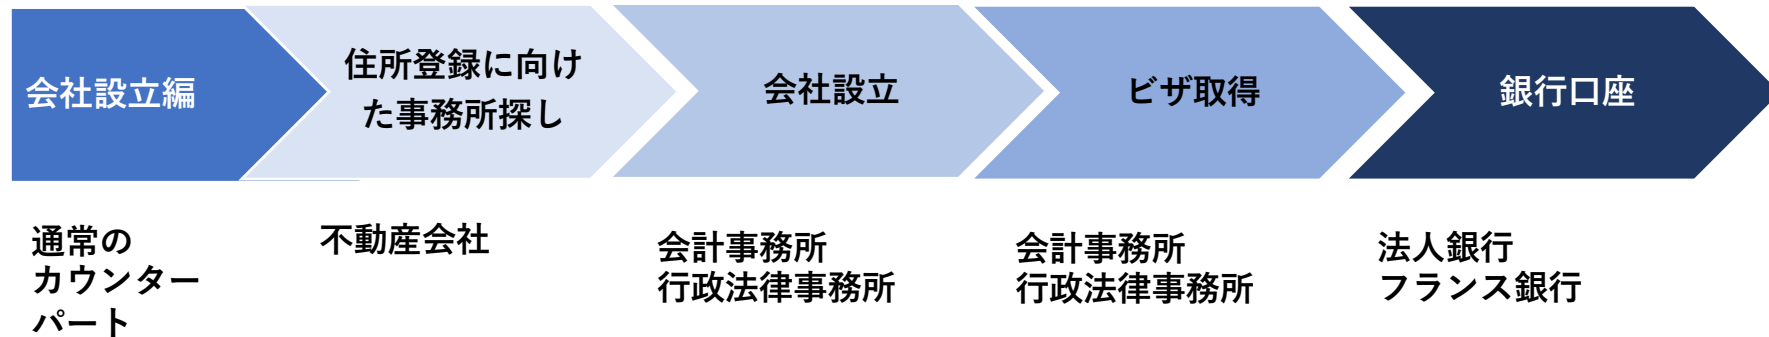 会社設立編
住所登録に向け
た事務所探し
会社設立
ビザ取得
銀行口座
通常の
カウンター
パート
不動産会社
会計事務所
行政法律事務所
会計事務所
行政法律事務所
法人銀行
フランス銀行